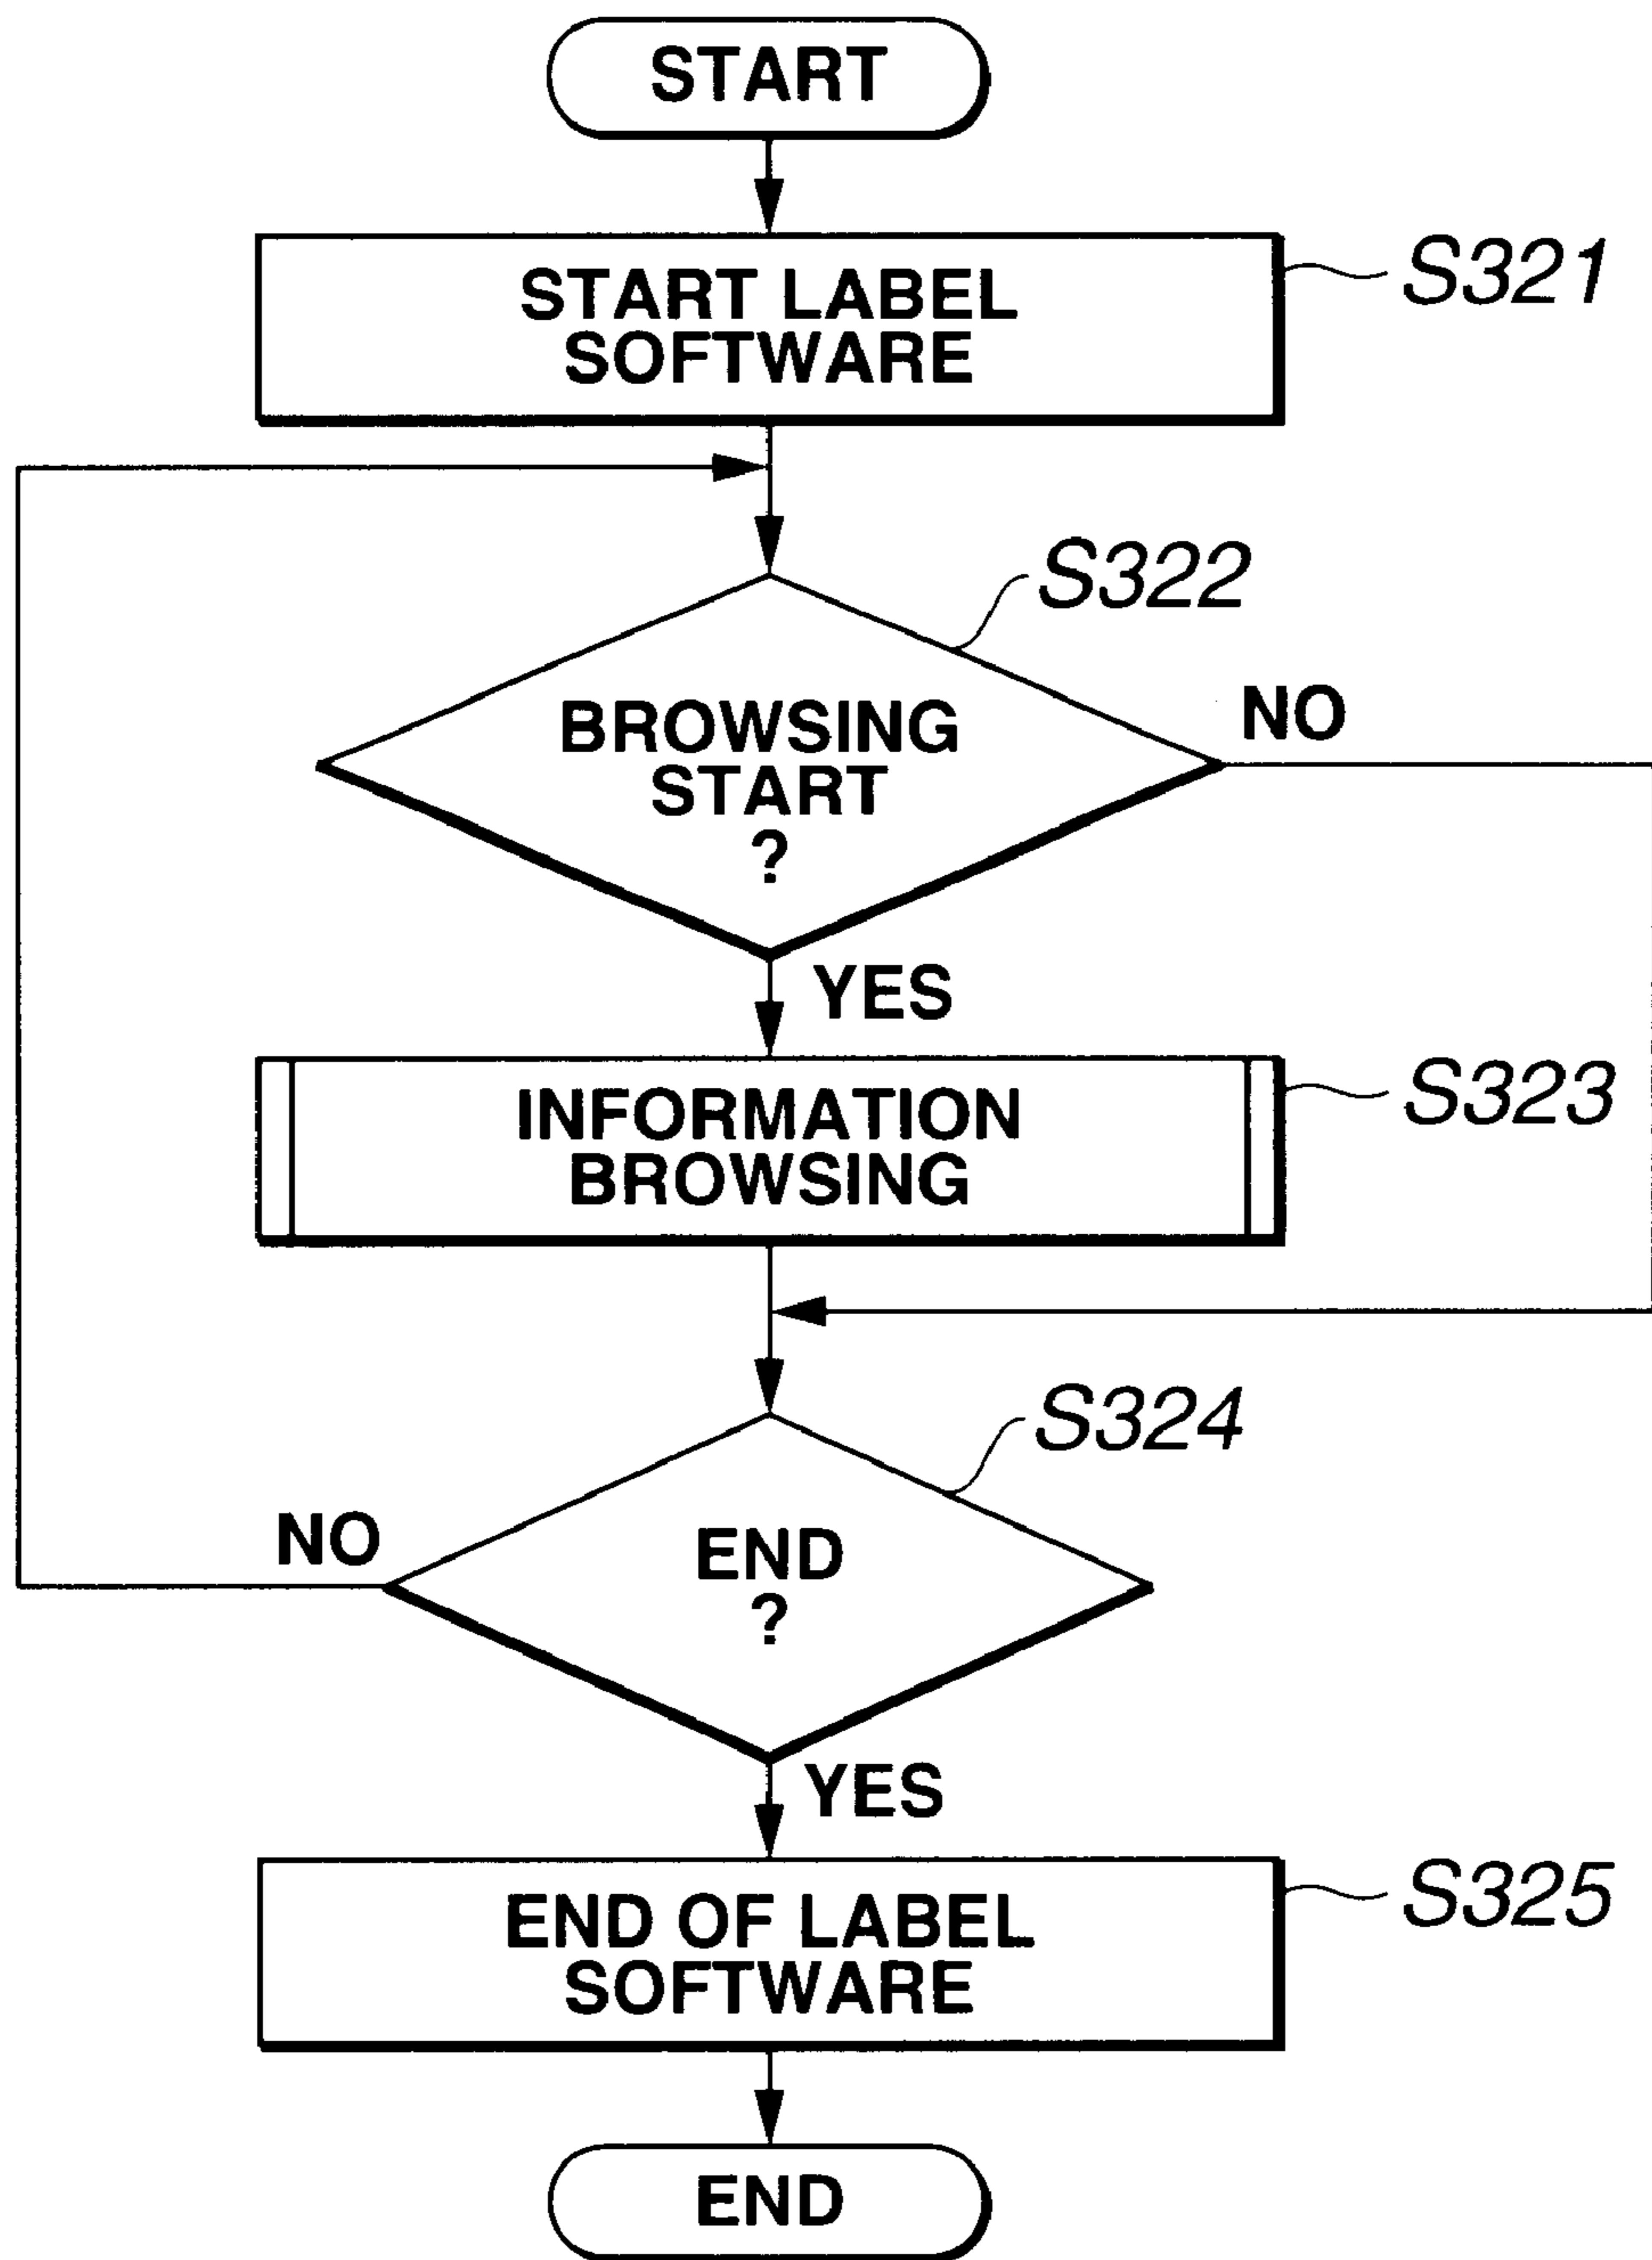 START
START LABEL
SOFTWARE
S321
S322
BROWSING
START
?
NO
YES
INFORMATION
BROWSING
S323
S324
END
?
NO
YES
END OF LABEL
SOFTWARE
S325
END